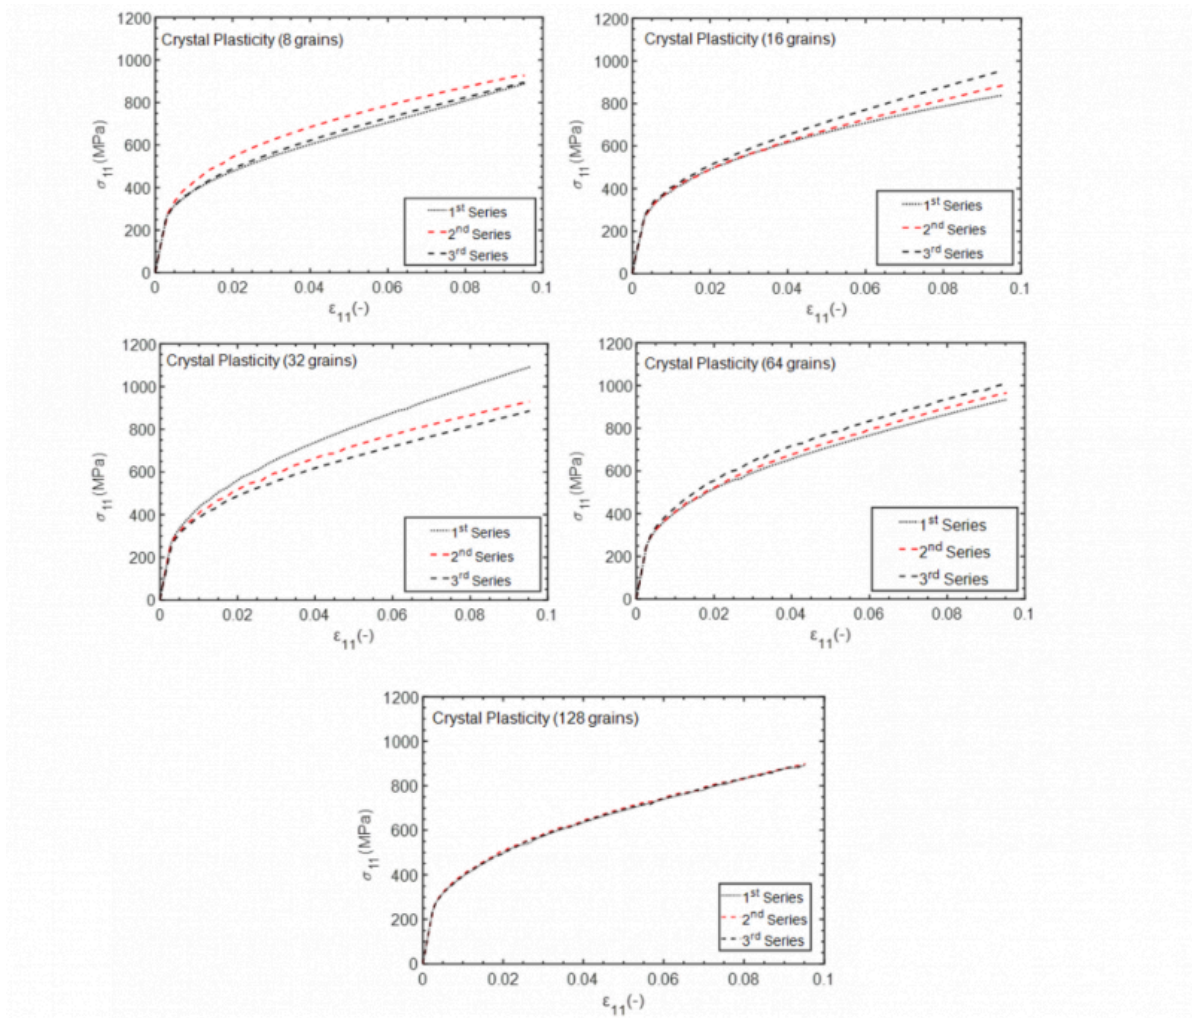 1200
Crystal Plasticity (8 grains)
1000
800
600
400
200
0
σ11 (MPa)
1st Series
2nd Series
3rd Series
0 0.02 0.04 0.06 0.08 0.1
ε11(-)
1200
Crystal Plasticity (16 grains)
1000
800
600
400
200
0
σ11 (MPa)
1st Series
2nd Series
3rd Series
0 0.02 0.04 0.06 0.08 0.1
ε11(-)
1200
Crystal Plasticity (32 grains)
1000
800
600
400
200
0
σ11 (MPa)
1st Series
2nd Series
3rd Series
0 0.02 0.04 0.06 0.08 0.1
ε11(-)
1200
Crystal Plasticity (64 grains)
1000
800
600
400
200
0
σ11 (MPa)
1st Series
2nd Series
3rd Series
0 0.02 0.04 0.06 0.08 0.1
ε11(-)
1200
Crystal Plasticity (128 grains)
1000
800
600
400
200
0
σ11 (MPa)
1st Series
2nd Series
3rd Series
0 0.02 0.04 0.06 0.08 0.1
ε11(-)